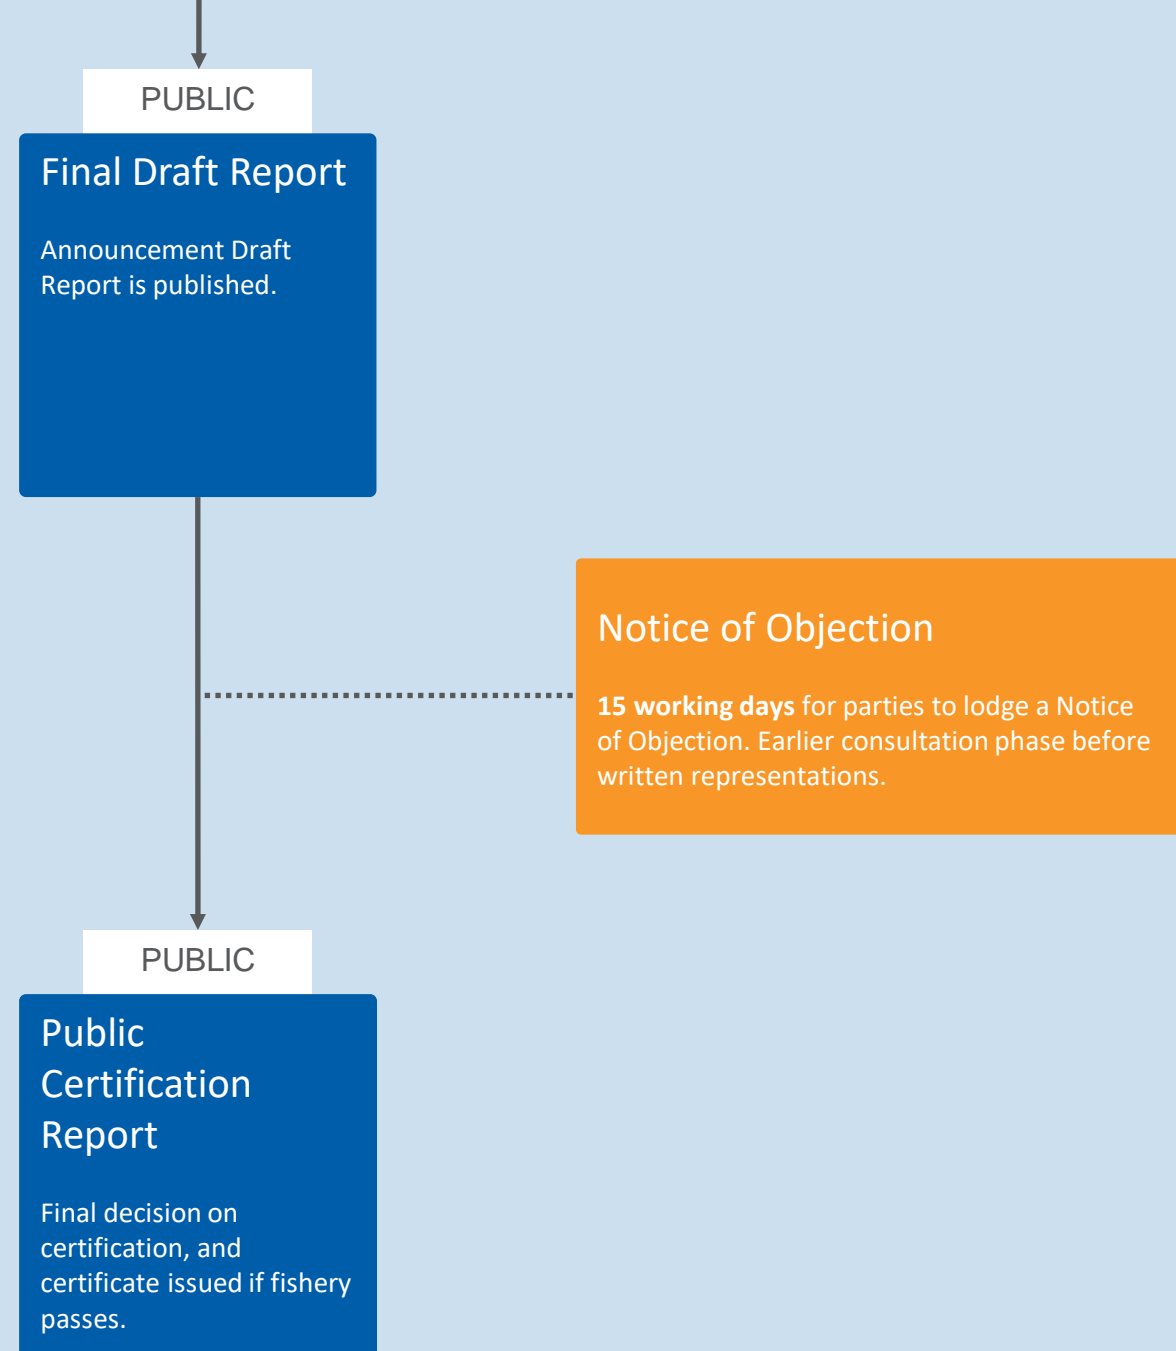 PUBLIC
Final Draft Report
Announcement Draft
Report is published.
Notice of Objection
15 working days for parties to lodge a Notice
of Objection. Earlier consultation phase before
written representations.
PUBLIC
Public
Certification
Report
Final decision on
certification, and
certificate issued if fishery
passes.